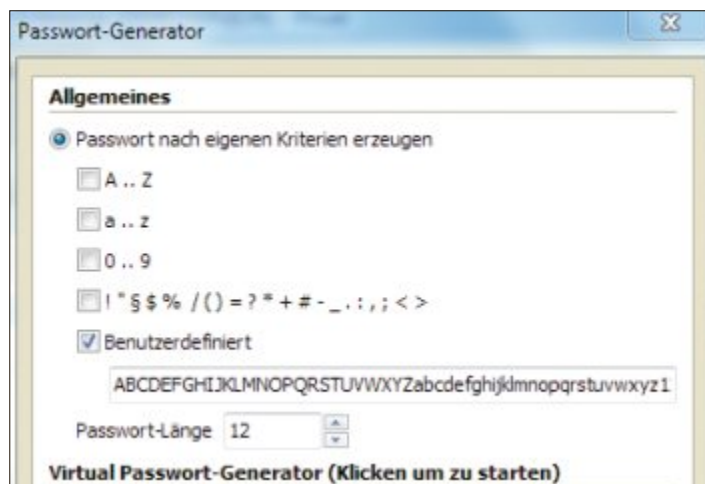 Passwort-Generator
Allgemeines
Passwort nach eigenen Kriterien erzeugen
A .. Z
a .. z
0 .. 9
! " § $ % / ( ) = ? * + # - _ . : , ; < >
Benutzerdefiniert
ABCDEFGHIJKLMNOPQRSTUVWXYZabcdefghijklmnopqrstuvwxyz1
Passwort-Länge 12
Virtual Passwort-Generator (Klicken um zu starten)